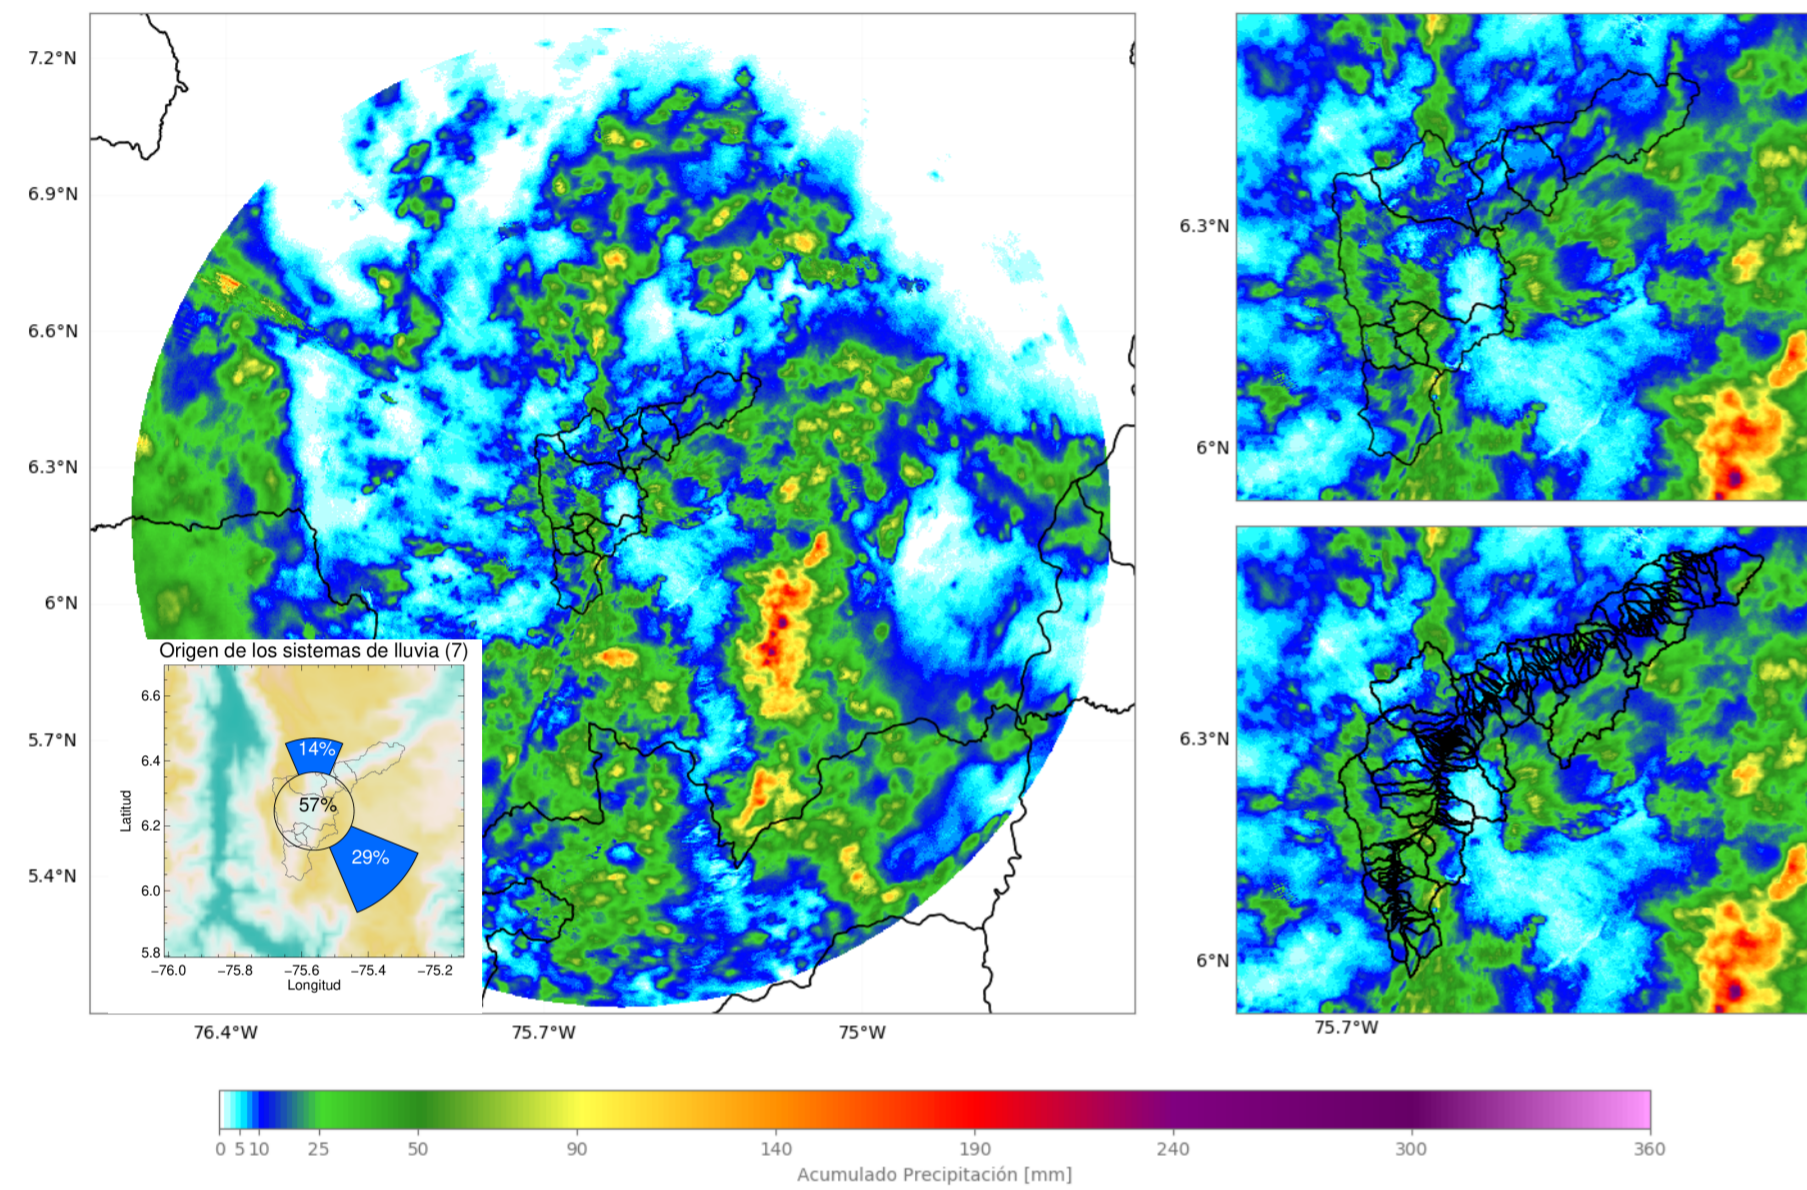 7.2°N
6.9°N
6.6°N
6.3°N
6°N
5.7°N
5.4°N
76.4°W
75.7°W
75°W
Origen de los sistemas de lluvia (7)
6.6
6.4
6.2
6.0
5.8
Latitud
14%
57%
29%
−76.0
−75.8
−75.6
−75.4
−75.2
Longitud
6.3°N
6°N
6.3°N
6°N
75.7°W
0
5
10
25
50
90
140
190
240
300
360
Acumulado Precipitación [mm]